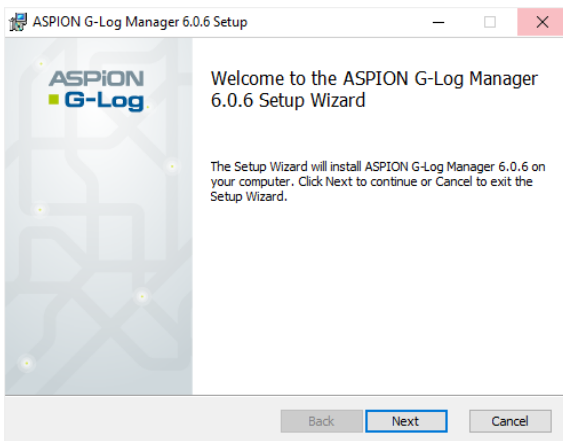 ASPION G-Log Manager 6.0.6 Setup
ASPION
G-Log
Welcome to the ASPION G-Log Manager
6.0.6 Setup Wizard
The Setup Wizard will install ASPION G-Log Manager 6.0.6 on
your computer. Click Next to continue or Cancel to exit the
Setup Wizard.
Back Next Cancel